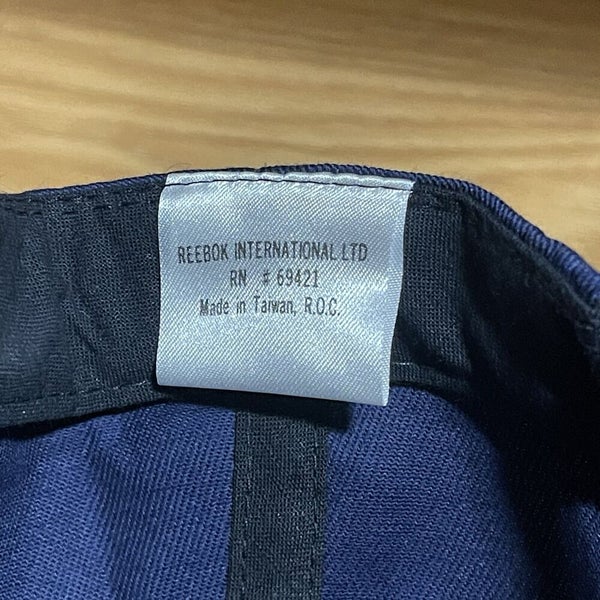 REEBOK INTERNATIONAL LTD
RN # 69421
Made in Taiwan, R.O.C.